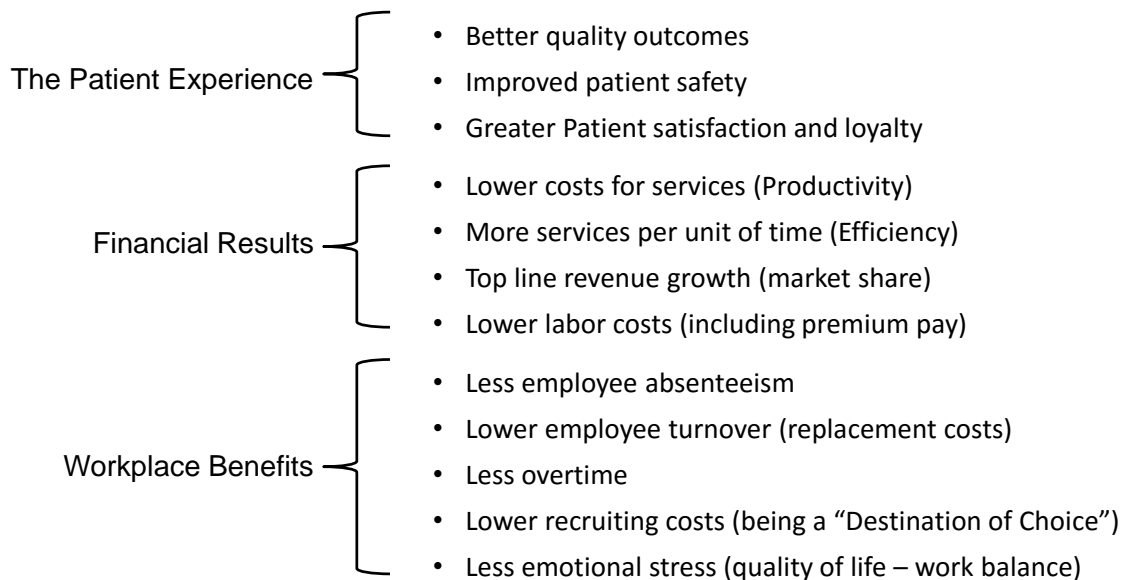 The Patient Experience
• Better quality outcomes
• Improved patient safety
• Greater Patient satisfaction and loyalty
Financial Results
• Lower costs for services (Productivity)
• More services per unit of time (Efficiency)
• Top line revenue growth (market share)
• Lower labor costs (including premium pay)
Workplace Benefits
• Less employee absenteeism
• Lower employee turnover (replacement costs)
• Less overtime
• Lower recruiting costs (being a “Destination of Choice”)
• Less emotional stress (quality of life – work balance)